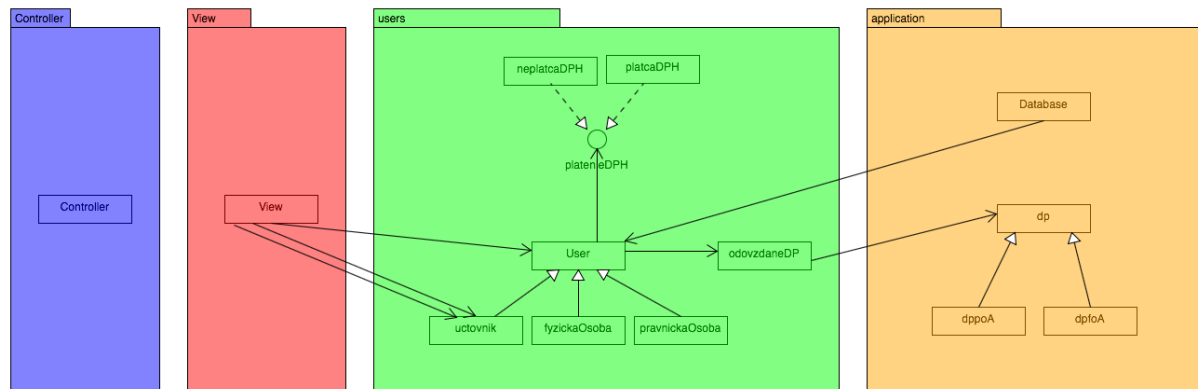 Controller
View
users
application
neplatcaDPH
platcaDPH
Database
platenieDPH
Controller
View
dp
User
odovzdaneDP
uctovnik
fyzickaOsoba
pravnickaOsoba
dppoA
dpfoA